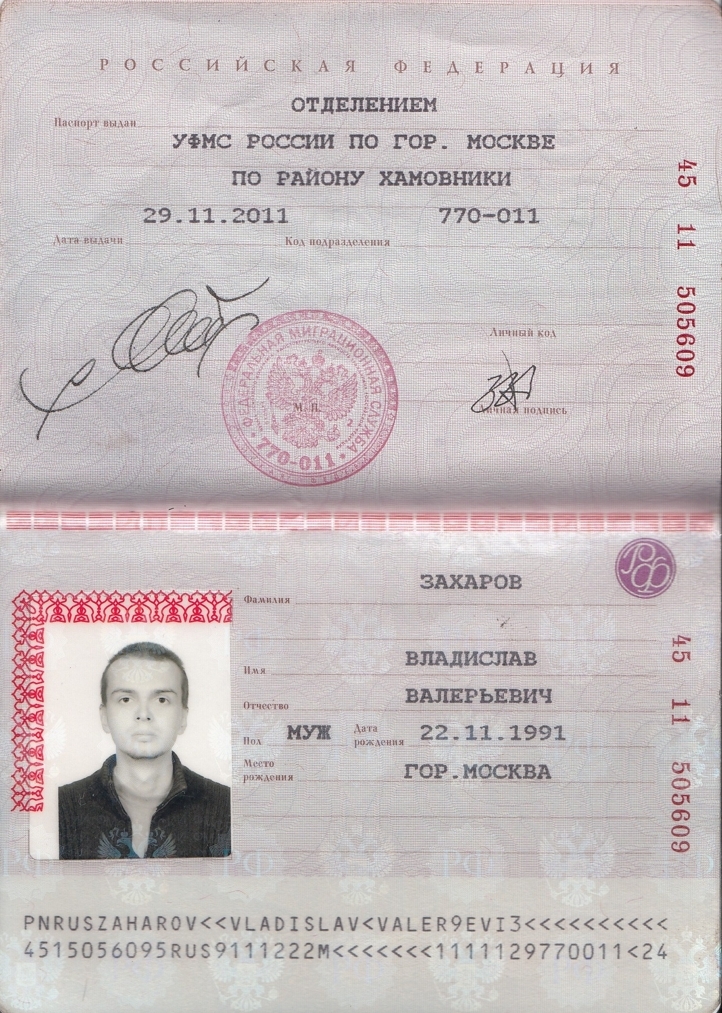 РОССИЙСКАЯ ФЕДЕРАЦИЯ
Паспорт выдан ОТДЕЛЕНИЕМ
УФМС РОССИИ ПО ГОР. МОСКВЕ
ПО РАЙОНУ ХАМОВНИКИ
29.11.2011 770-011
Дата выдачи Код подразделения
45 11 505609
Личный код
ФЕДЕРАЛЬНАЯ МИГРАЦИОННАЯ СЛУЖБА
770-011
М.П.
Личная подпись
РФ
Фамилия ЗАХАРОВ
Имя ВЛАДИСЛАВ
Отчество ВАЛЕРЬЕВИЧ
Пол МУЖ Дата рождения 22.11.1991
Место рождения ГОР.МОСКВА
45 11 505609
PNRUSZAHAROV<<VLADISLAV<VALER9EVI3<<<<<<<<<<
4515056095RUS9111222M<<<<<<<1111129770011<24